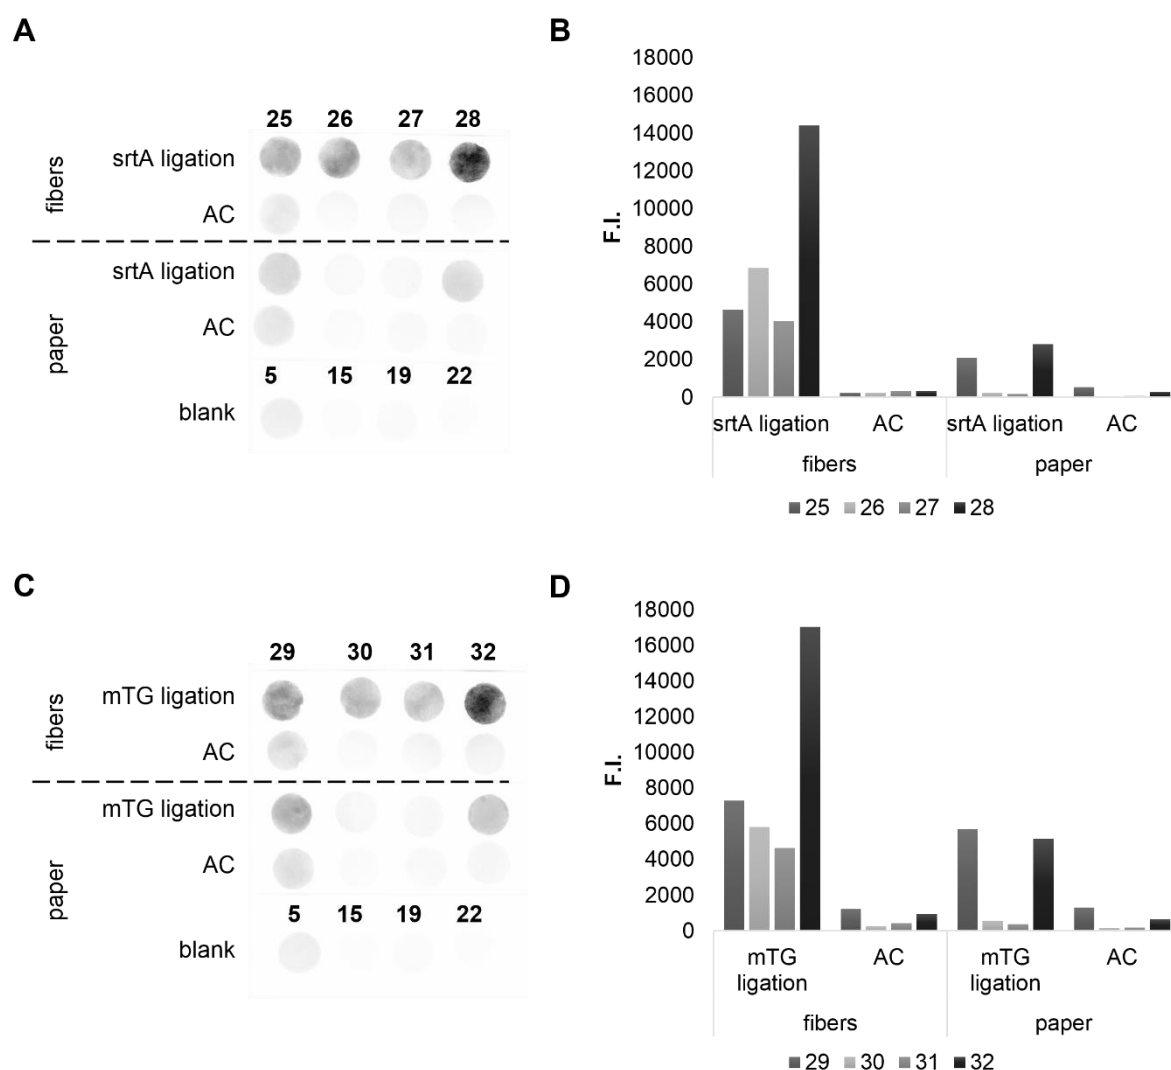 A
25 26 27 28
fibers
srtA ligation
AC
paper
srtA ligation
AC
5 15 19 22
blank
B
18000
16000
14000
12000
10000
8000
6000
4000
2000
0
F.I.
srtA ligation AC srtA ligation AC
fibers paper
25 26 27 28
C
29 30 31 32
fibers
mTG ligation
AC
paper
mTG ligation
AC
5 15 19 22
blank
D
18000
16000
14000
12000
10000
8000
6000
4000
2000
0
F.I.
mTG AC mTG AC
ligation ligation
fibers paper
29 30 31 32